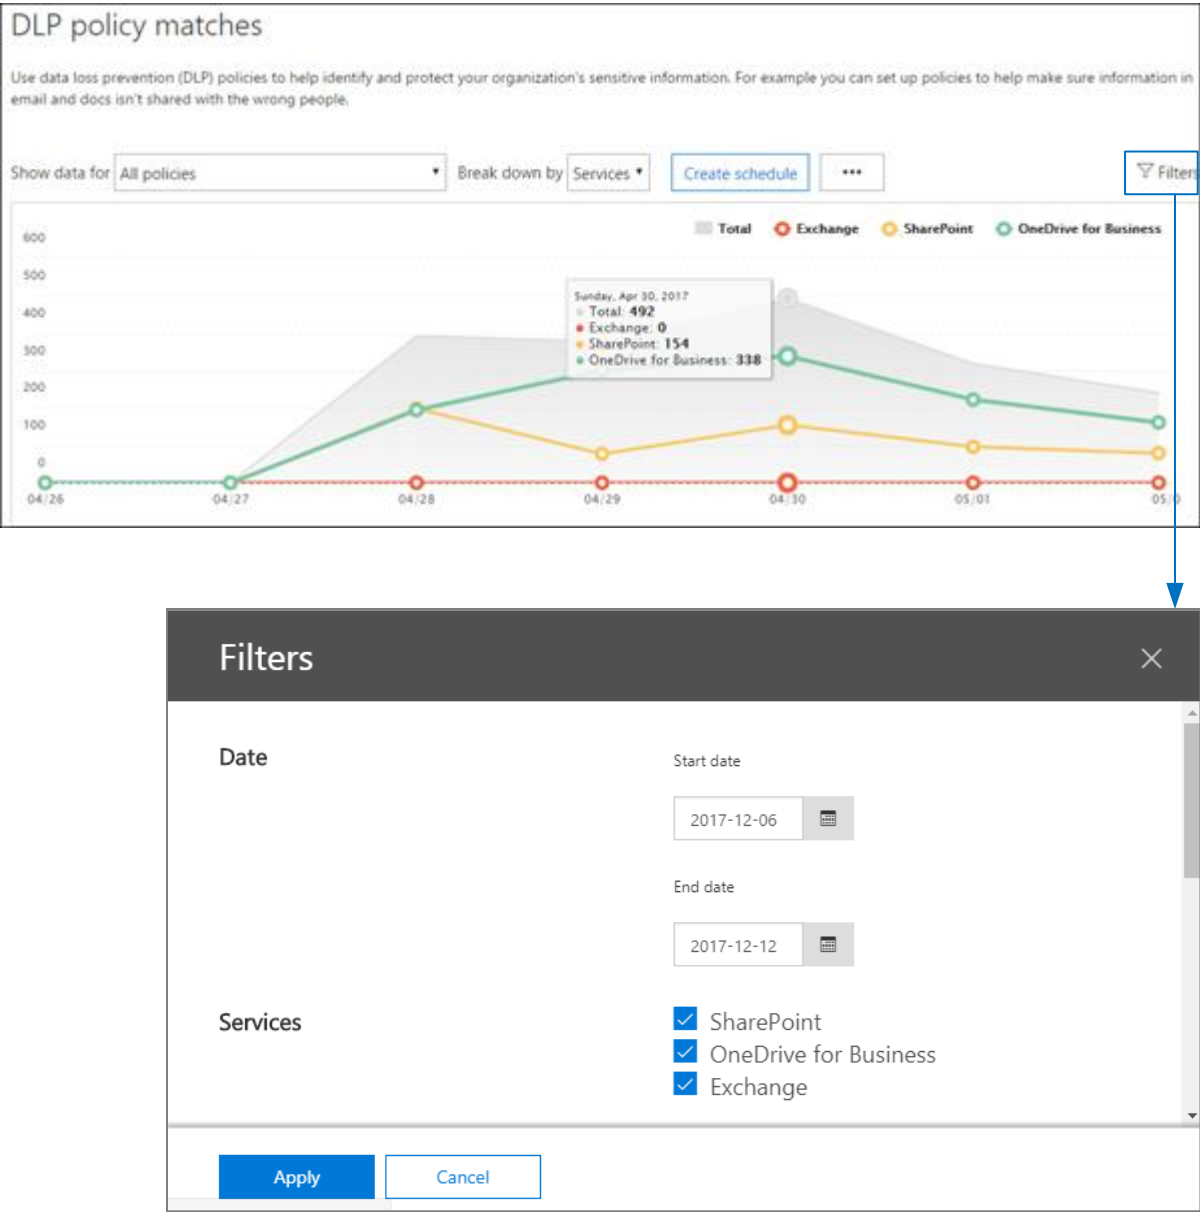 DLP policy matches
Use data loss prevention (DLP) policies to help identify and protect your organization's sensitive information. For example you can set up policies to help make sure information in
email and docs isn't shared with the wrong people.
Show data for All policies Break down by Services Create schedule ••• Filters
Total Exchange SharePoint OneDrive for Business
600
500
400
300
200
100
0
Sunday, Apr 30, 2017
Total: 492
Exchange: 0
SharePoint: 154
OneDrive for Business: 338
04/26 04/27 04/28 04/29 04/30 05/01 05/0
Filters
Date
Start date
2017-12-06
End date
2017-12-12
Services
SharePoint
OneDrive for Business
Exchange
Apply Cancel